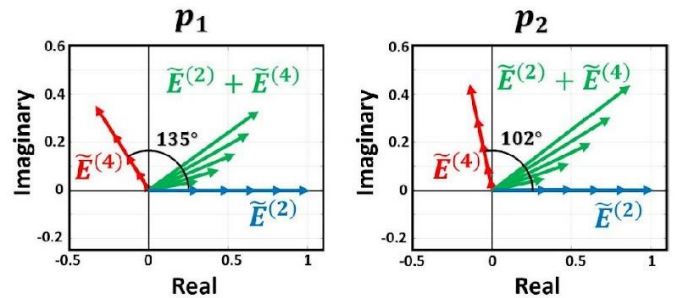 p₁
0.6
0.4
0.2
0
-0.2
Imaginary
Ẽ⁽²⁾ + Ẽ⁽⁴⁾
135°
Ẽ⁽⁴⁾
Ẽ⁽²⁾
-0.5 0 0.5 1
Real
p₂
0.6
0.4
0.2
0
-0.2
Imaginary
Ẽ⁽²⁾ + Ẽ⁽⁴⁾
102°
Ẽ⁽⁴⁾
Ẽ⁽²⁾
-0.5 0 0.5 1
Real